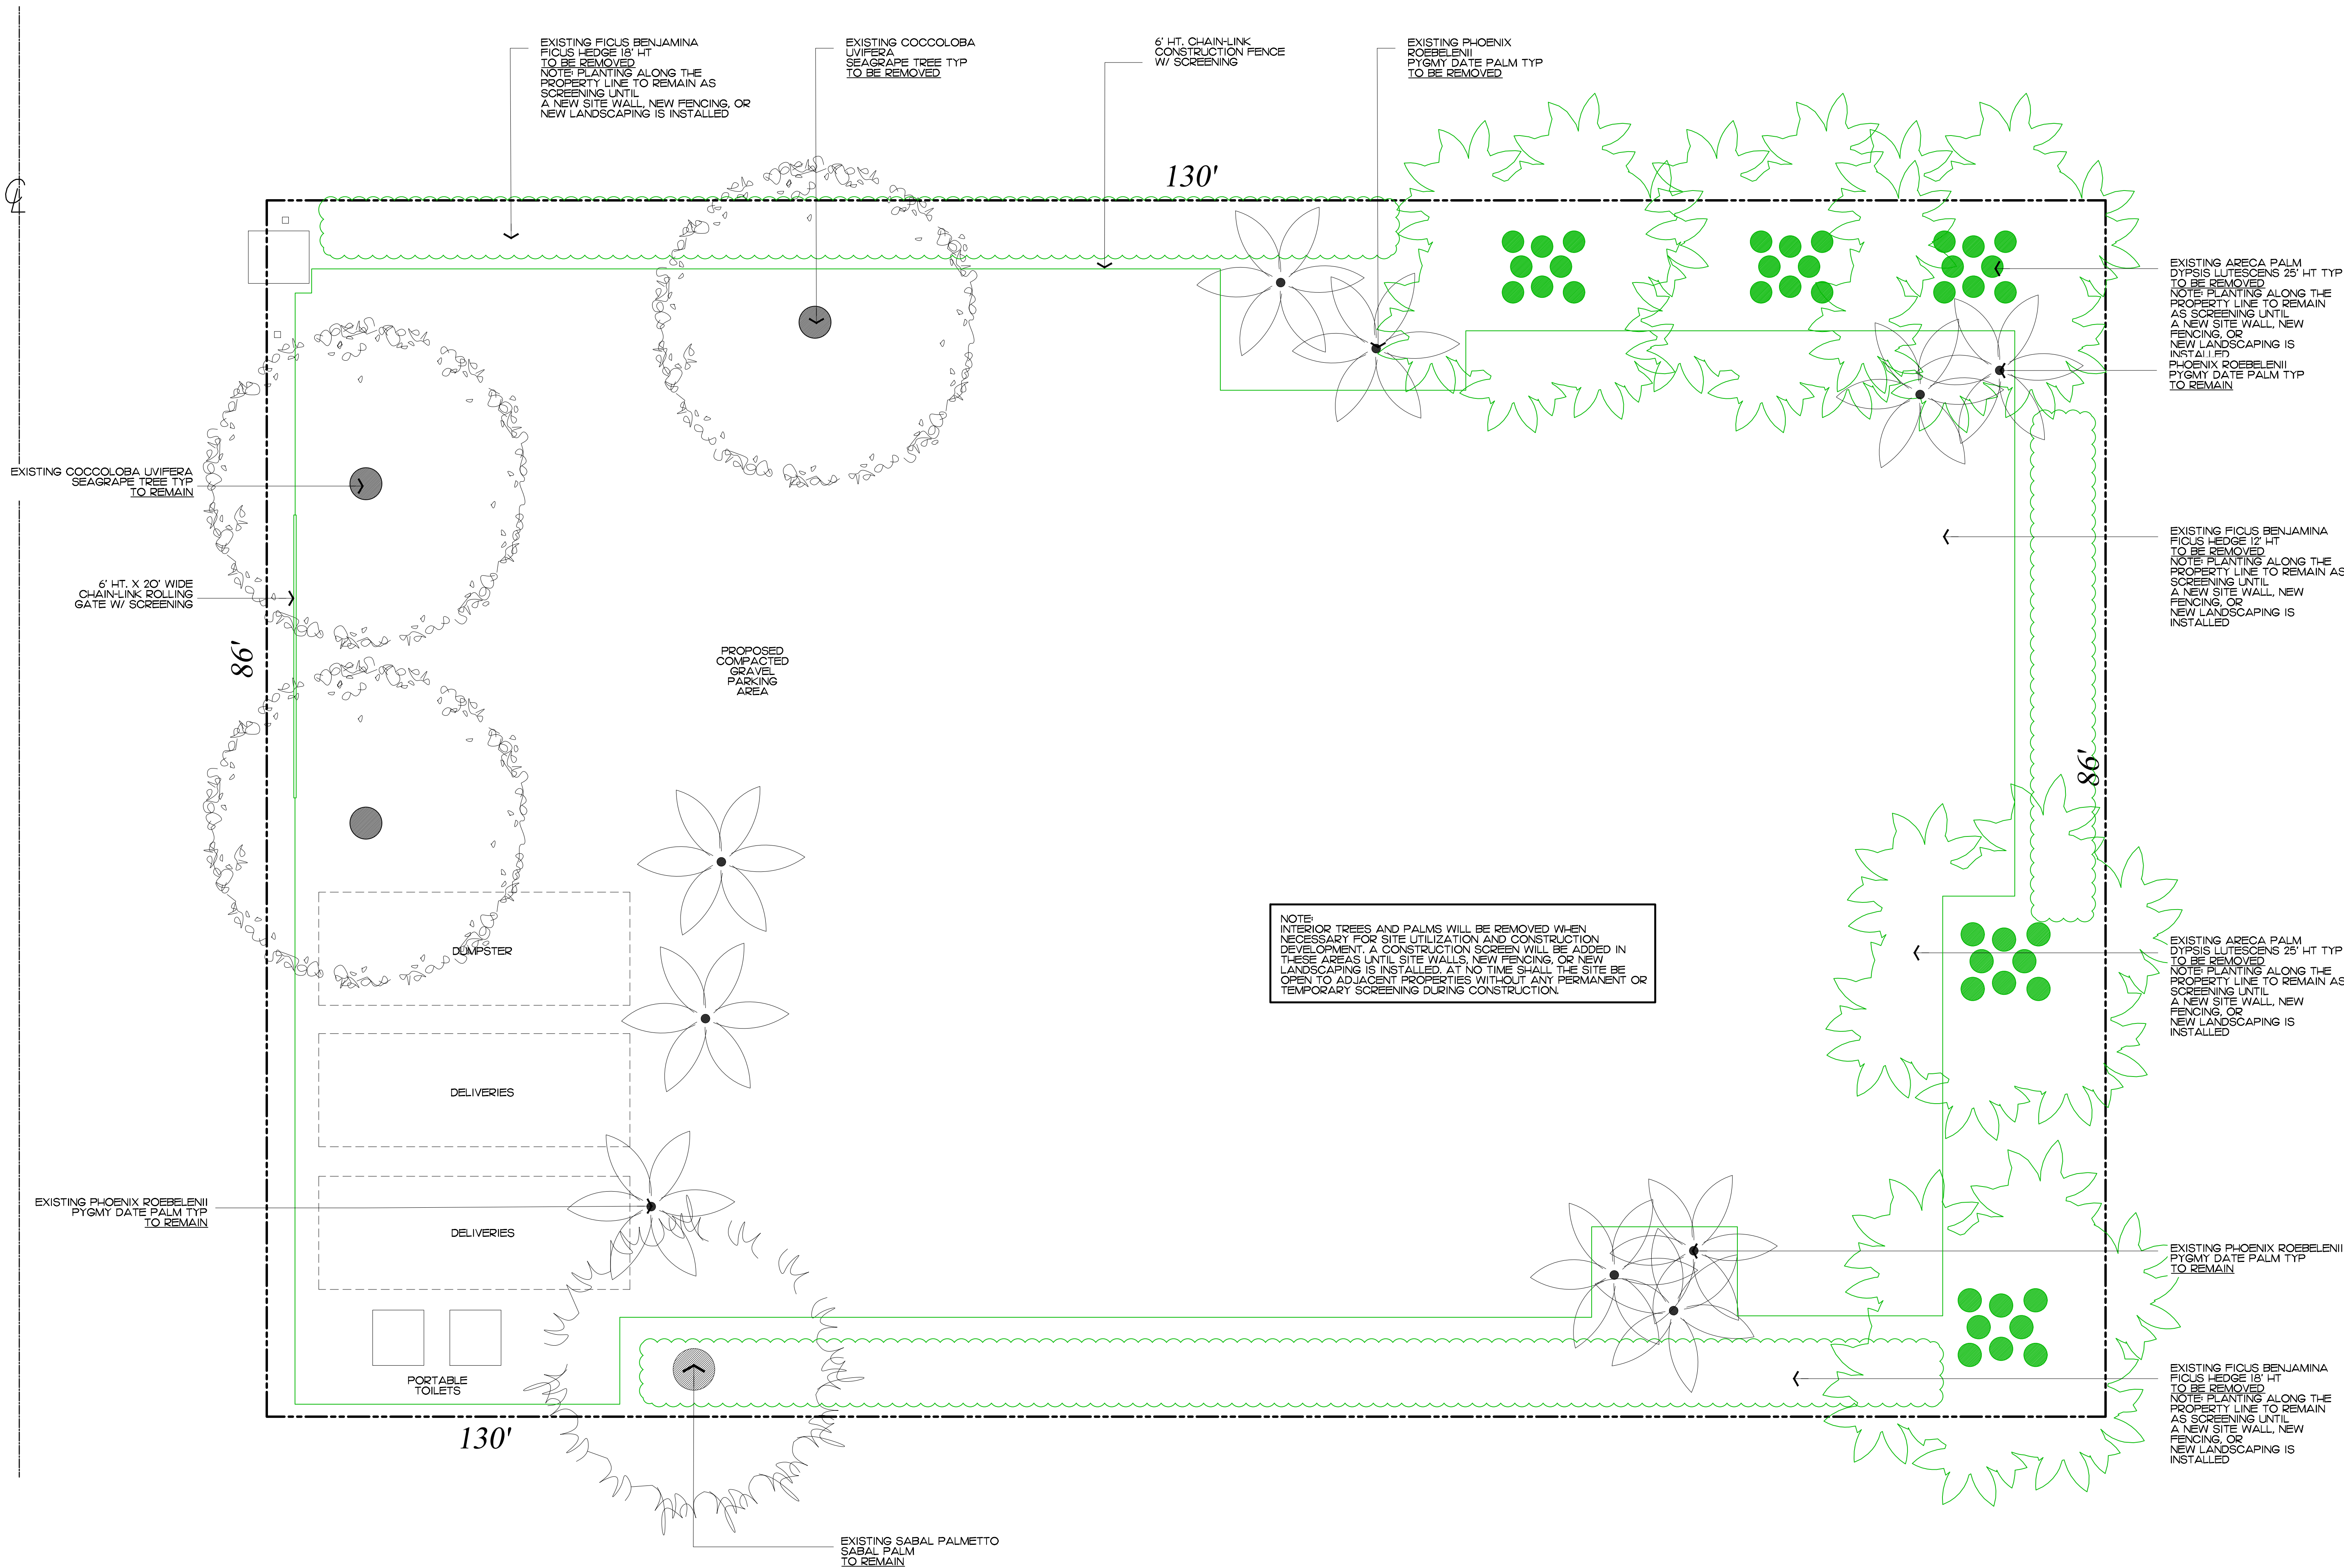 EXISTING FICUS BENJAMINA
FICUS HEDGE 18' HT
TO BE REMOVED
NOTE: PLANTING ALONG THE
PROPERTY LINE TO REMAIN AS
SCREENING UNTIL
A NEW SITE WALL, NEW FENCING, OR
NEW LANDSCAPING IS INSTALLED
EXISTING COCCOLOBA
UVIFERA
SEAGRAPE TREE TYP
TO BE REMOVED
6' HT. CHAIN-LINK
CONSTRUCTION FENCE
W/ SCREENING
EXISTING PHOENIX
ROEBELENII
PYGMY DATE PALM TYP
TO BE REMOVED
CL
130'
EXISTING ARECA PALM
DYPSIS LUTESCENS 25' HT TYP
TO BE REMOVED
NOTE: PLANTING ALONG THE
PROPERTY LINE TO REMAIN
AS SCREENING UNTIL
A NEW SITE WALL, NEW
FENCING, OR
NEW LANDSCAPING IS
INSTALLED
PHOENIX ROEBELENII
PYGMY DATE PALM TYP
TO REMAIN
EXISTING COCCOLOBA UVIFERA
SEAGRAPE TREE TYP
TO REMAIN
EXISTING FICUS BENJAMINA
FICUS HEDGE 12' HT
TO BE REMOVED
NOTE: PLANTING ALONG THE
PROPERTY LINE TO REMAIN AS
SCREENING UNTIL
A NEW SITE WALL, NEW
FENCING, OR
NEW LANDSCAPING IS
INSTALLED
6' HT. X 20' WIDE
CHAIN-LINK ROLLING
GATE W/ SCREENING
86'
PROPOSED
COMPACTED
GRAVEL
PARKING
AREA
86'
NOTE:
INTERIOR TREES AND PALMS WILL BE REMOVED WHEN
NECESSARY FOR SITE UTILIZATION AND CONSTRUCTION
DEVELOPMENT. A CONSTRUCTION SCREEN WILL BE ADDED IN
THESE AREAS UNTIL SITE WALLS, NEW FENCING, OR NEW
LANDSCAPING IS INSTALLED. AT NO TIME SHALL THE SITE BE
OPEN TO ADJACENT PROPERTIES WITHOUT ANY PERMANENT OR
TEMPORARY SCREENING DURING CONSTRUCTION.
DUMPSTER
EXISTING ARECA PALM
DYPSIS LUTESCENS 25' HT TYP
TO BE REMOVED
NOTE: PLANTING ALONG THE
PROPERTY LINE TO REMAIN AS
SCREENING UNTIL
A NEW SITE WALL, NEW
FENCING, OR
NEW LANDSCAPING IS
INSTALLED
DELIVERIES
EXISTING PHOENIX ROEBELENII
PYGMY DATE PALM TYP
TO REMAIN
DELIVERIES
EXISTING PHOENIX ROEBELENII
PYGMY DATE PALM TYP
TO REMAIN
PORTABLE
TOILETS
EXISTING FICUS BENJAMINA
FICUS HEDGE 18' HT
TO BE REMOVED
NOTE: PLANTING ALONG THE
PROPERTY LINE TO REMAIN
AS SCREENING UNTIL
A NEW SITE WALL, NEW
FENCING, OR
NEW LANDSCAPING IS
INSTALLED
130'
EXISTING SABAL PALMETTO
SABAL PALM
TO REMAIN